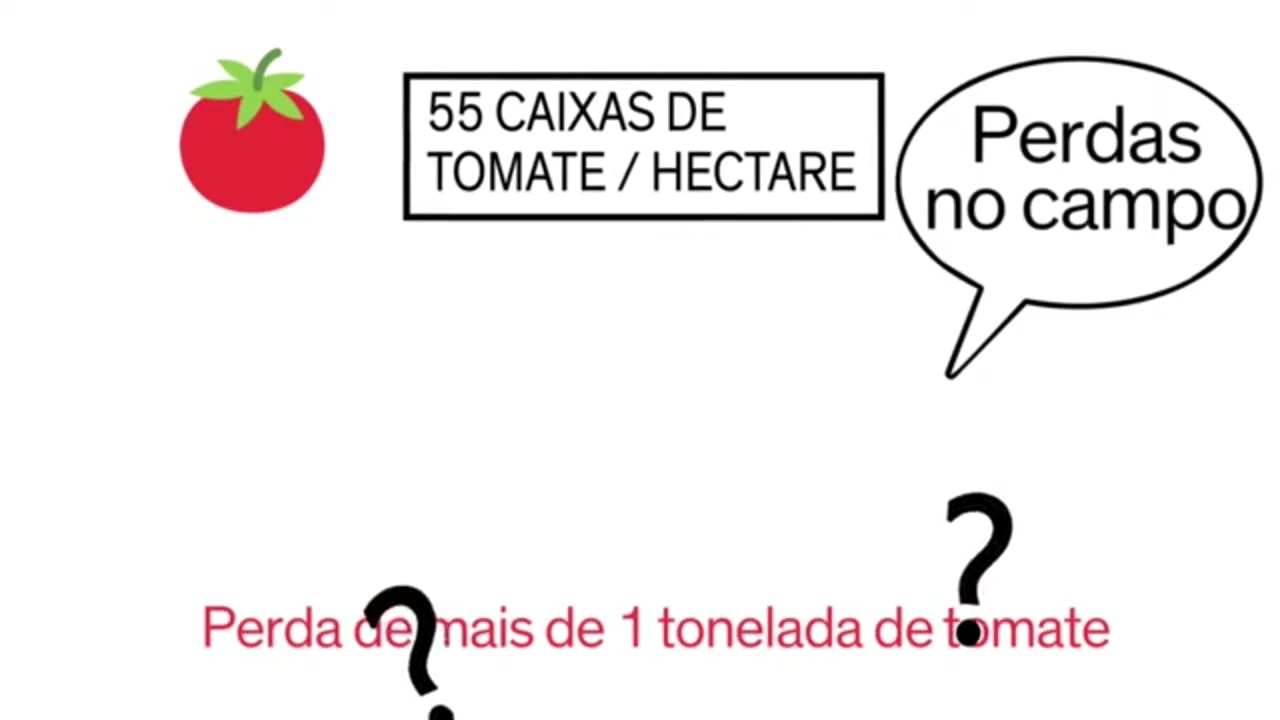 55 CAIXAS DE
TOMATE / HECTARE
Perdas
no campo
Perda de mais de 1 tonelada de tomate
?
?